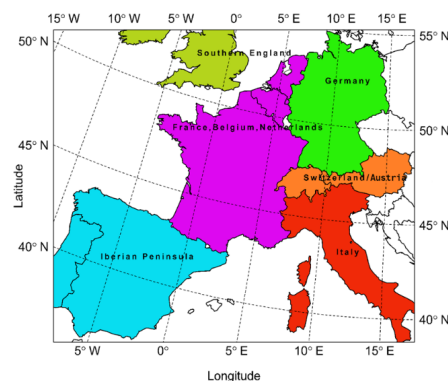 15° W 10° W 5° W 0° 5° E 10° E 15° E
50° N
55° N
Southern England
Germany
France,Belgium,Netherlands
50° N
45° N
Switzerland/Austria
Latitude
45° N
40° N
Iberian Peninsula
Italy
40° N
5° W 0° 5° E 10° E 15° E
Longitude